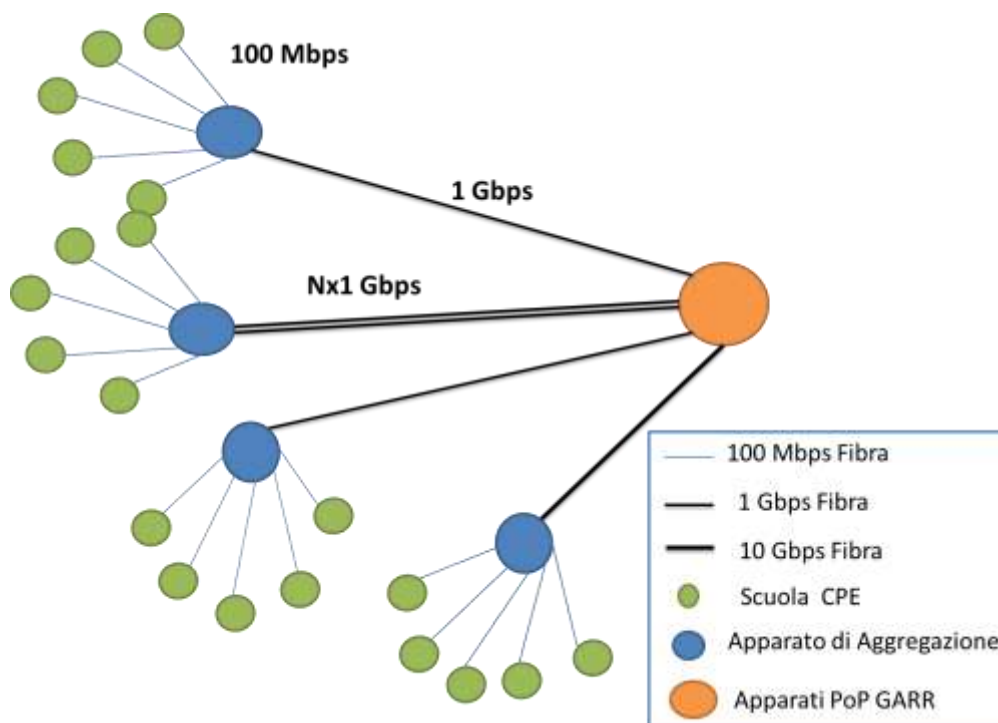 100 Mbps
1 Gbps
Nx1 Gbps
100 Mbps Fibra
1 Gbps Fibra
10 Gbps Fibra
Scuola CPE
Apparato di Aggregazione
Apparati PoP GARR